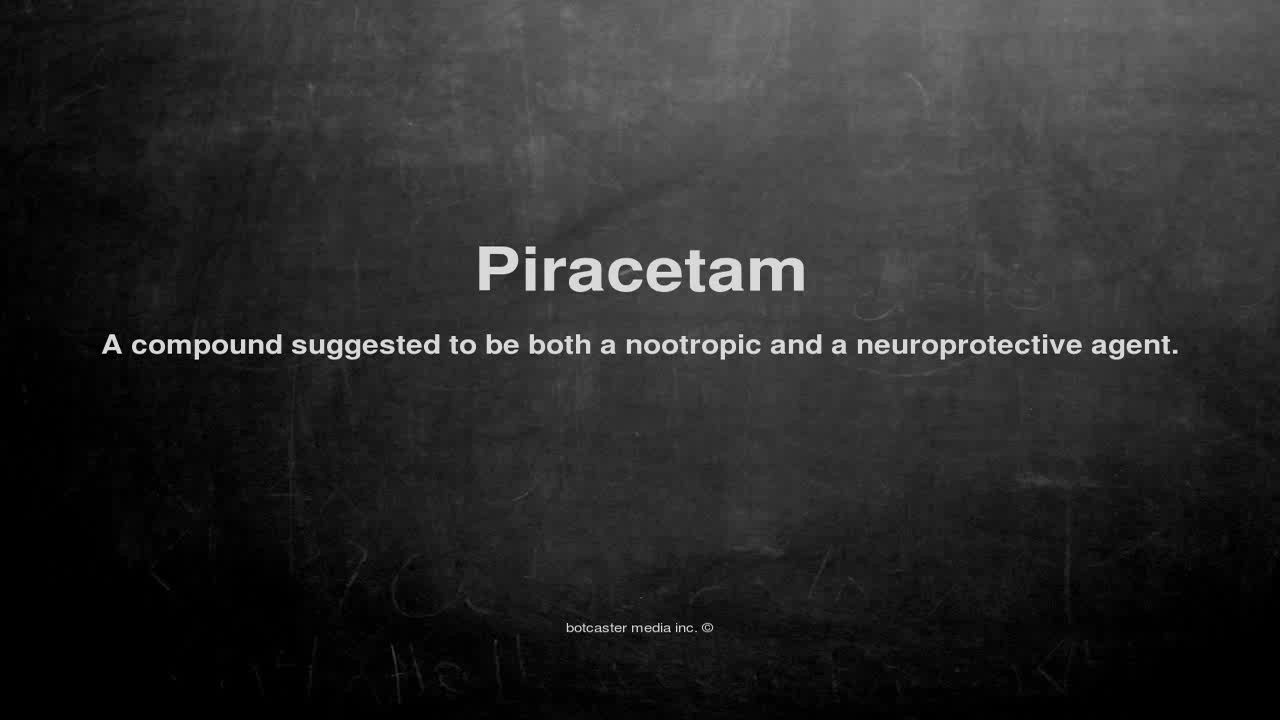 Piracetam
A compound suggested to be both a nootropic and a neuroprotective agent.
botcaster media inc. ©